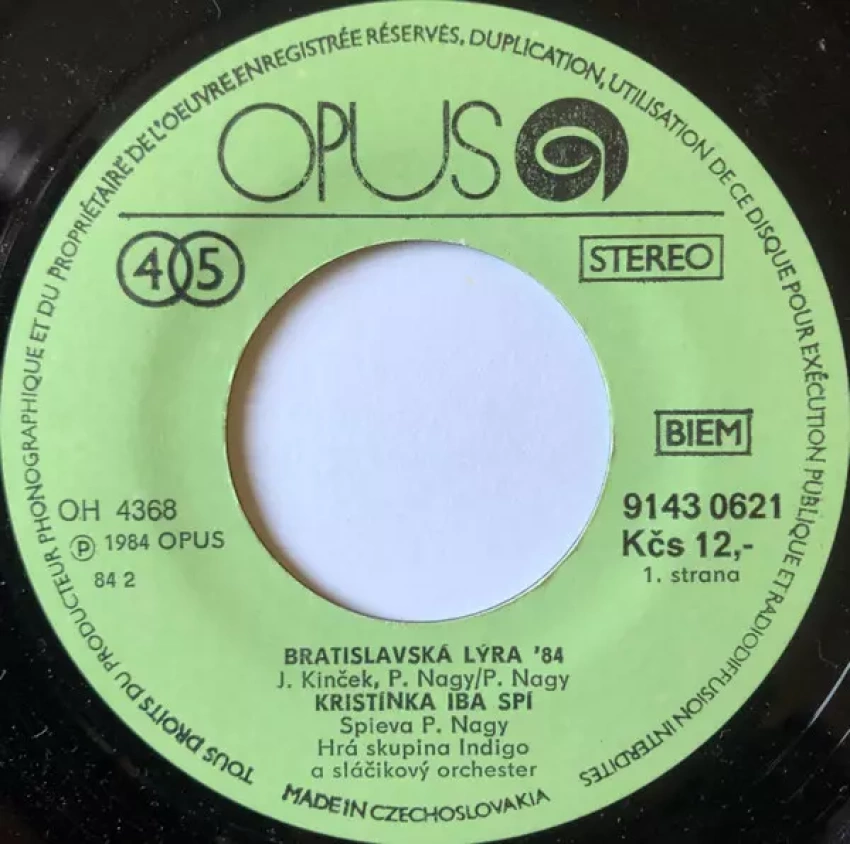 TOUS DROITS DU PRODUCTEUR PHONOGRAPHIQUE ET DU PROPRIÉTAIRE DE L'OEUVRE ENREGISTRÉE RÉSERVÉS. DUPLICATION, UTILISATION DE CE DISQUE POUR EXÉCUTION PUBLIQUE ET RADIODIFFUSION INTERDITES
OPUS
45
STEREO
BIEM
OH 4368
℗ 1984 OPUS
84 2
9143 0621
Kčs 12,-
1. strana
BRATISLAVSKÁ LÝRA '84
J. Kinček, P. Nagy/P. Nagy
KRISTÍNKA IBA SPÍ
Spieva P. Nagy
Hrá skupina Indigo
a sláčikový orchester
MADE IN CZECHOSLOVAKIA